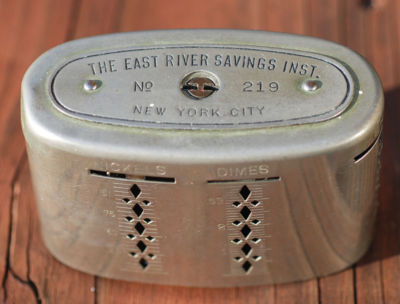 THE EAST RIVER SAVINGS INST.
No 219
NEW YORK CITY
NICKELS DIMES